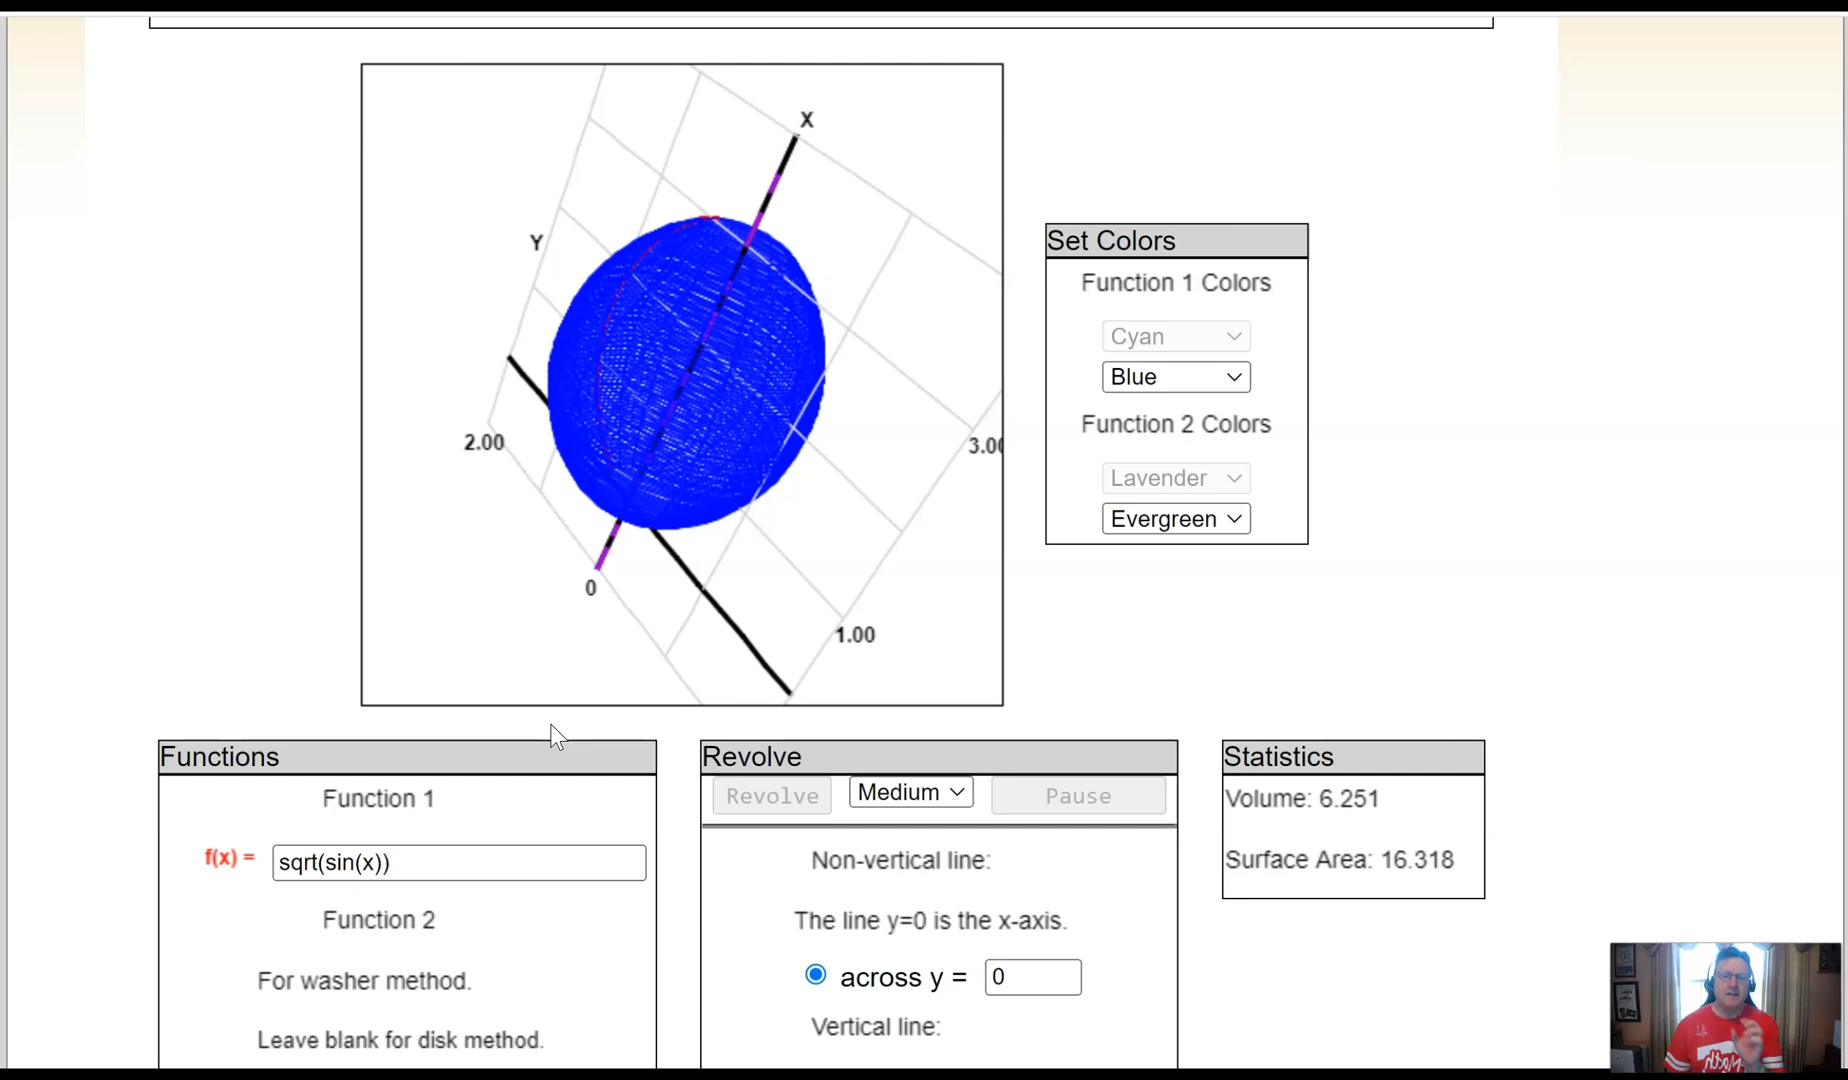 X
Y
2.00
3.00
0
1.00
Set Colors
Function 1 Colors
Cyan
Blue
Function 2 Colors
Lavender
Evergreen
Functions
Function 1
f(x) = sqrt(sin(x))
Function 2
For washer method.
Leave blank for disk method.
Revolve
Revolve Medium Pause
Non-vertical line:
The line y=0 is the x-axis.
across y = 0
Vertical line:
Statistics
Volume: 6.251
Surface Area: 16.318